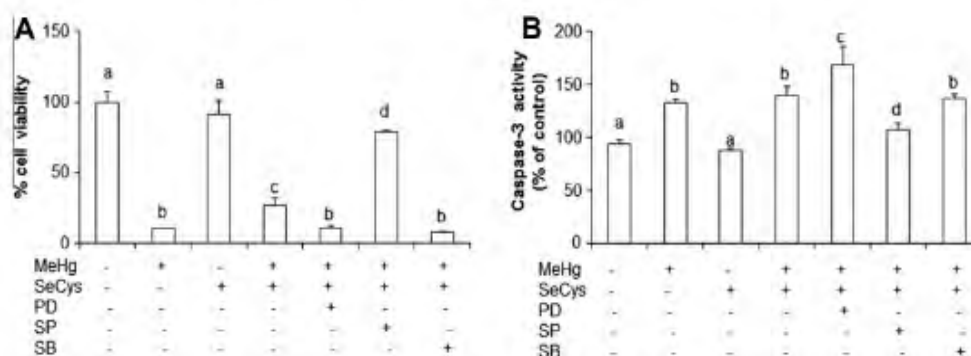 A
B
% cell viability
150
100
50
0
a
b
a
c
b
d
b
MeHg - + - + + + +
SeCys - - + + + + +
PD - - - - + - -
SP - - - - - + -
SB - - - - - - +
Caspase-3 activity
(% of control)
200
150
100
50
0
a
b
a
b
c
d
b
MeHg - + - + + + +
SeCys - - + + + + +
PD - - - - + - -
SP - - - - - + -
SB - - - - - - +